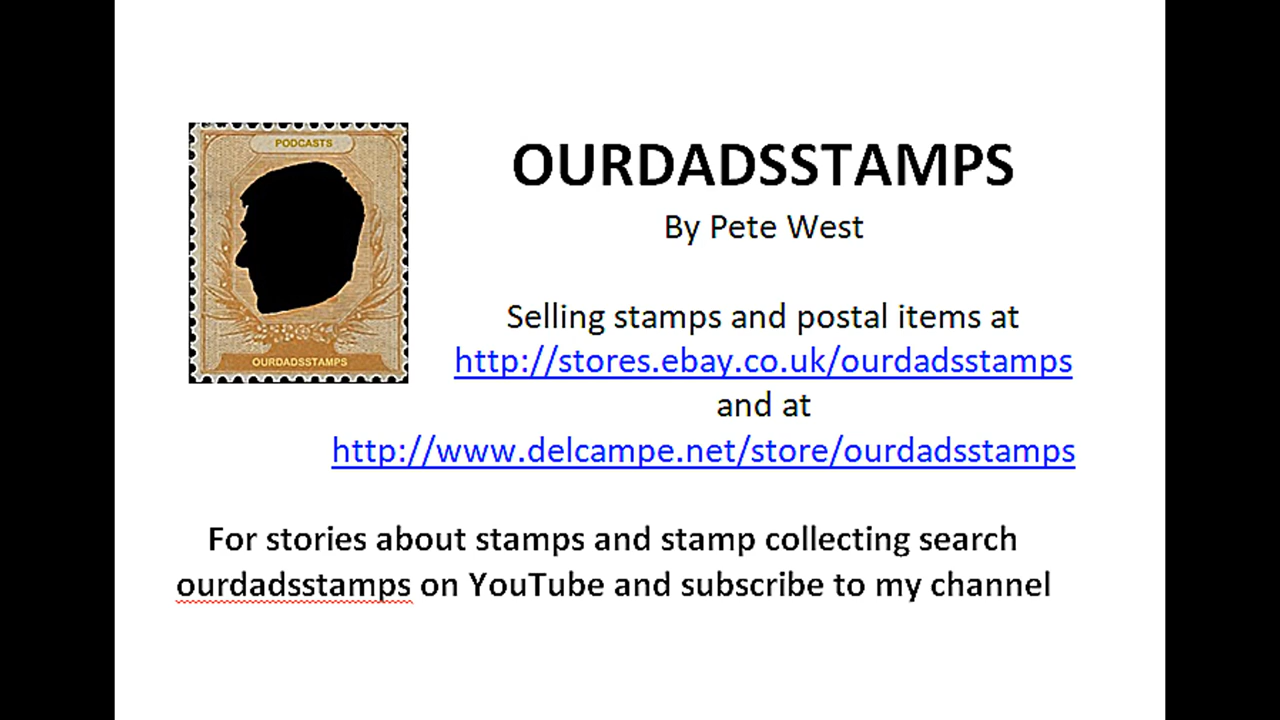 PODCASTS
OURDADSSTAMPS
OURDADSSTAMPS
By Pete West
Selling stamps and postal items at
http://stores.ebay.co.uk/ourdadsstamps
and at
http://www.delcampe.net/store/ourdadsstamps
For stories about stamps and stamp collecting search
ourdadsstamps on YouTube and subscribe to my channel